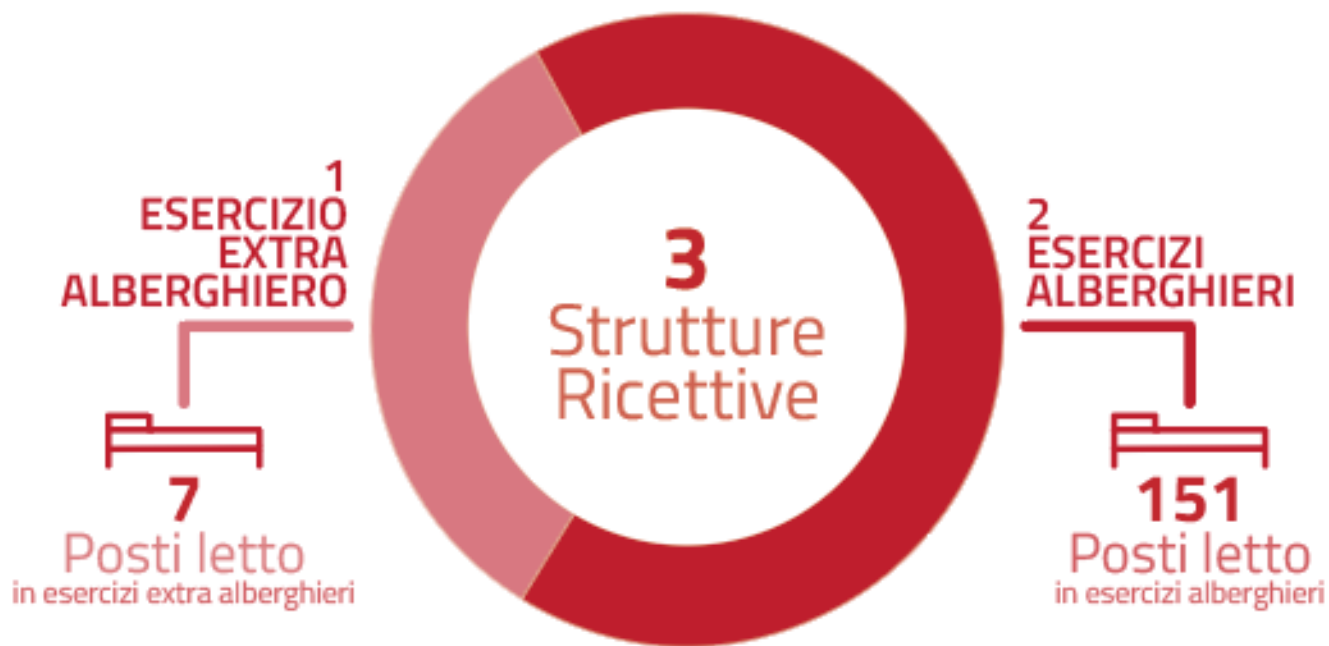 1
ESERCIZIO
EXTRA
ALBERGHIERO
7
Posti letto
in esercizi extra alberghieri
3
Strutture
Ricettive
2
ESERCIZI
ALBERGHIERI
151
Posti letto
in esercizi alberghieri